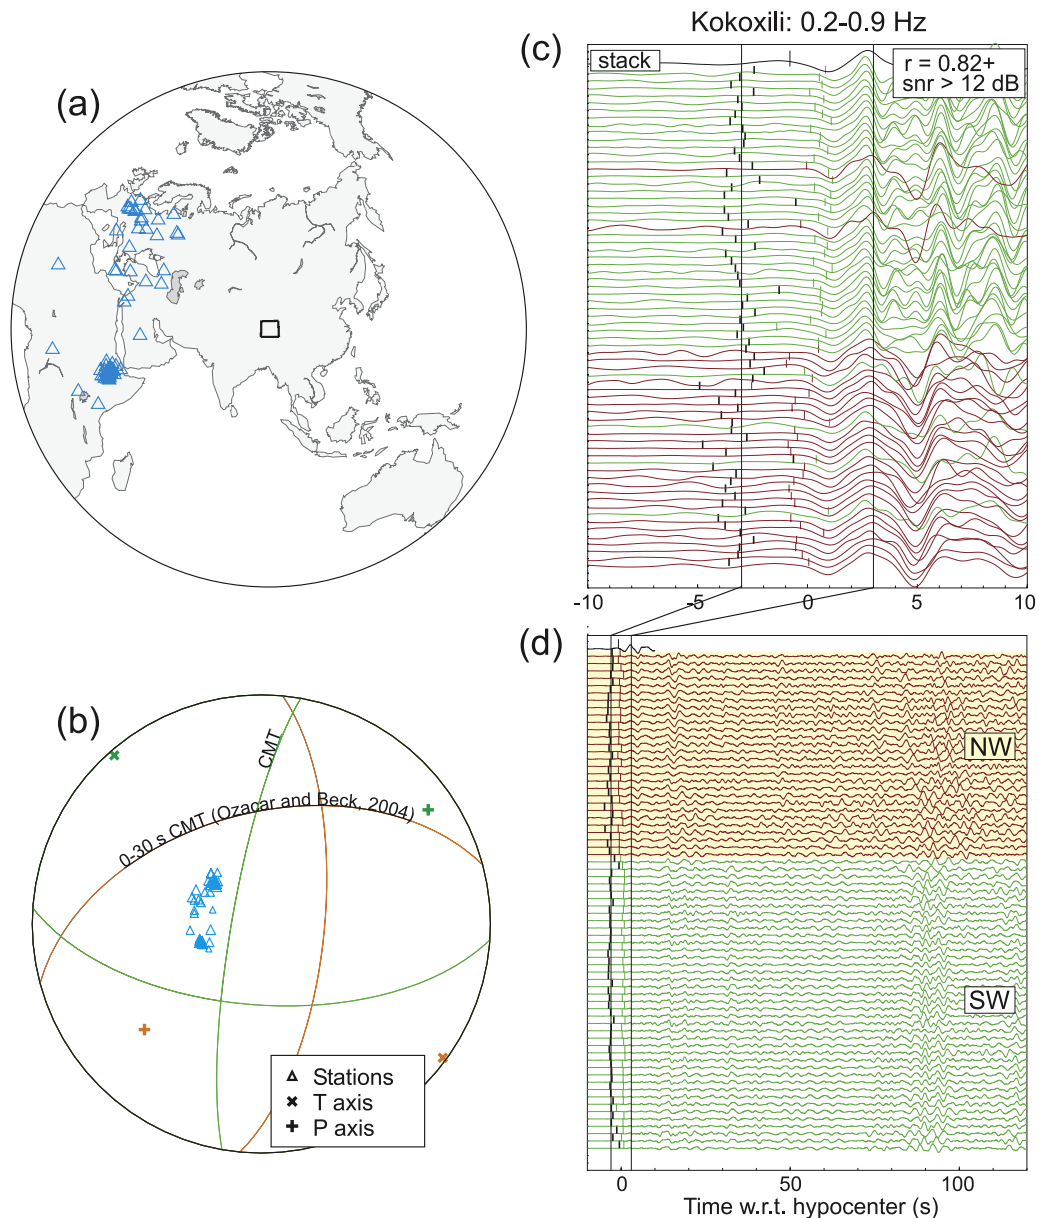 Kokoxili: 0.2-0.9 Hz
(a)
(c)
stack
r = 0.82+
snr > 12 dB
-10
-5
0
5
10
(b)
CMT
0-30 s CMT (Ozacar and Beck, 2004)
Stations
T axis
P axis
(d)
NW
SW
0
50
100
Time w.r.t. hypocenter (s)